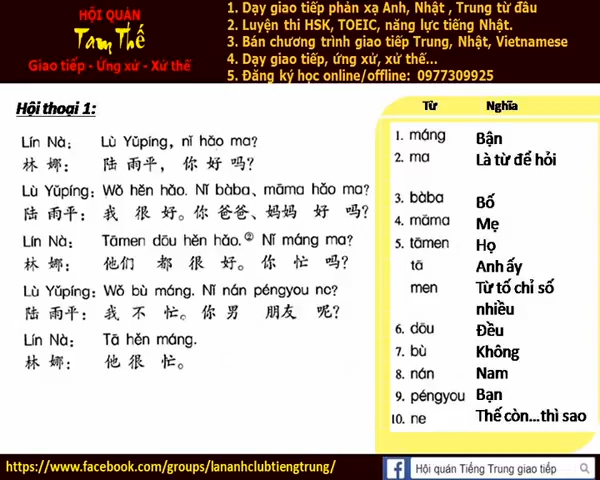 HỘI QUÁN
Tam Thế
Giao tiếp - Ứng xử - Xử thế
1. Dạy giao tiếp phản xạ Anh, Nhật , Trung từ đầu
2. Luyện thi HSK, TOEIC, năng lực tiếng Nhật.
3. Bán chương trình giao tiếp Trung, Nhật, Vietnamese
4. Dạy giao tiếp, ứng xử, xử thế...
5. Đăng ký học online/offline: 0977309925
Hội thoại 1:
Lín Nà: Lù Yǔpíng, nǐ hǎo ma?
林 娜: 陆 雨平, 你 好 吗?
Lù Yǔpíng: Wǒ hěn hǎo. Nǐ bàba, māma hǎo ma?
陆 雨平: 我 很 好。你 爸爸、妈妈 好 吗?
Lín Nà: Tāmen dōu hěn hǎo.② Nǐ máng ma?
林 娜: 他们 都 很 好。你 忙 吗?
Lù Yǔpíng: Wǒ bù máng. Nǐ nán péngyou ne?
陆 雨平: 我 不 忙。你 男 朋友 呢?
Lín Nà: Tā hěn máng.
林 娜: 他 很 忙。
Từ Nghĩa
1. máng Bận
2. ma Là từ để hỏi
3. bàba Bố
4. māma Mẹ
5. tāmen Họ
tā Anh ấy
men Từ tố chỉ số
nhiều
6. dōu Đều
7. bù Không
8. nán Nam
9. péngyou Bạn
10. ne Thế còn...thì sao
https://www.facebook.com/groups/lananhclubtiengtrung/
f Hội quán Tiếng Trung giao tiếp